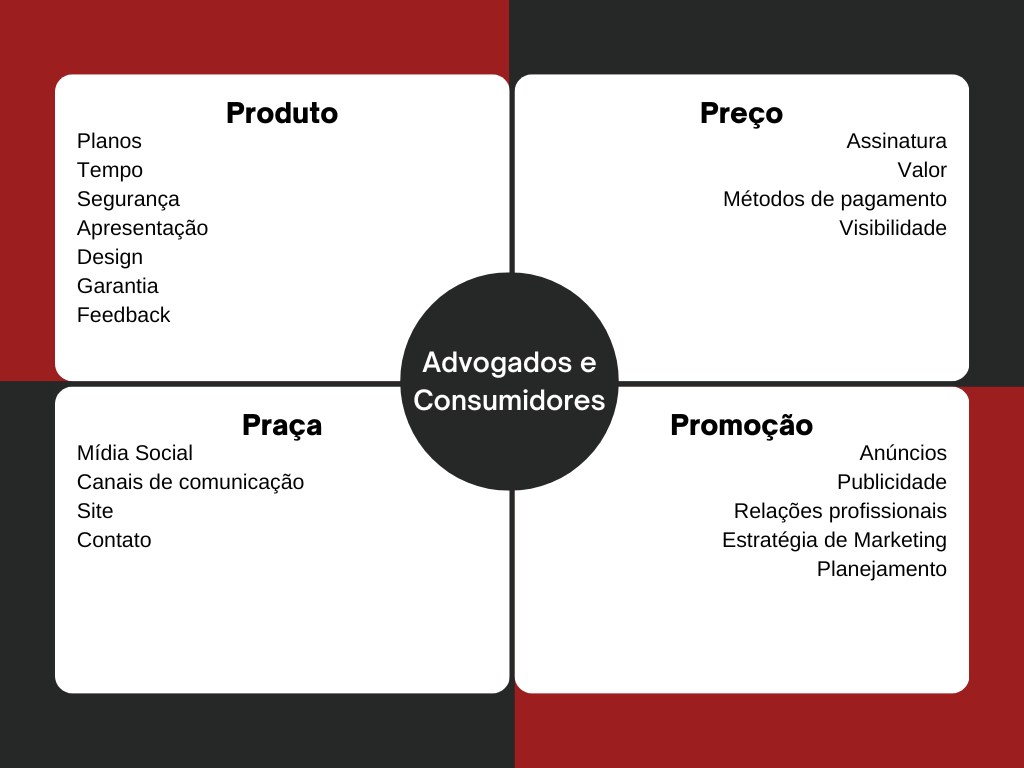 Produto
Planos
Tempo
Segurança
Apresentação
Design
Garantia
Feedback
Preço
Assinatura
Valor
Métodos de pagamento
Visibilidade
Advogados e
Consumidores
Praça
Mídia Social
Canais de comunicação
Site
Contato
Promoção
Anúncios
Publicidade
Relações profissionais
Estratégia de Marketing
Planejamento